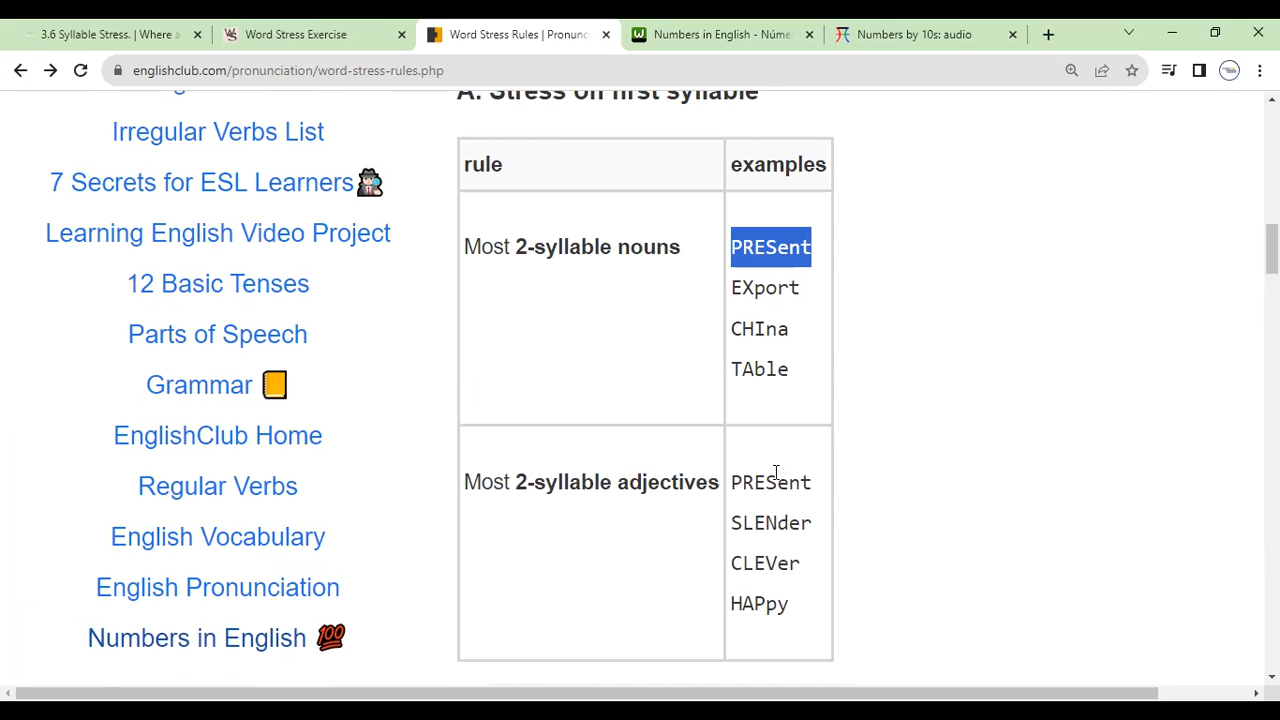 3.6 Syllable Stress. | Where a
Word Stress Exercise
Word Stress Rules | Pronunc
Numbers in English - Núme
Numbers by 10s: audio
englishclub.com/pronunciation/word-stress-rules.php
A. Stress on first syllable
Irregular Verbs List
7 Secrets for ESL Learners
Learning English Video Project
12 Basic Tenses
Parts of Speech
Grammar
EnglishClub Home
Regular Verbs
English Vocabulary
English Pronunciation
Numbers in English 💯
rule
examples
Most 2-syllable nouns
PRESent
EXport
CHIna
TAble
Most 2-syllable adjectives
PRESent
SLENder
CLEVer
HAPpy